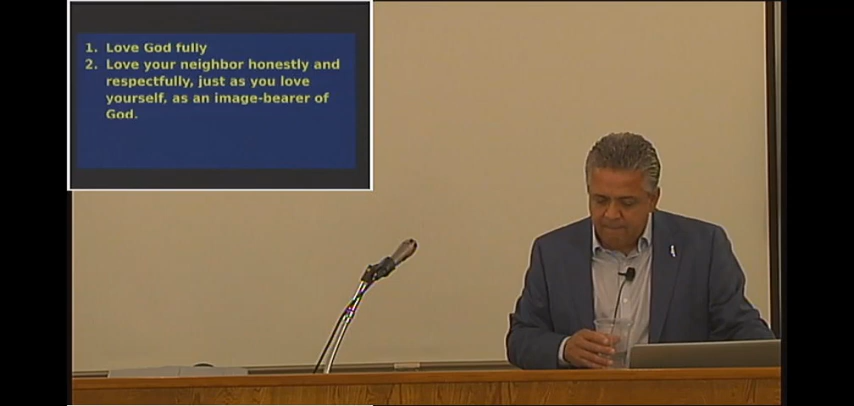 1. Love God fully
2. Love your neighbor honestly and
respectfully, just as you love
yourself, as an image-bearer of
God.